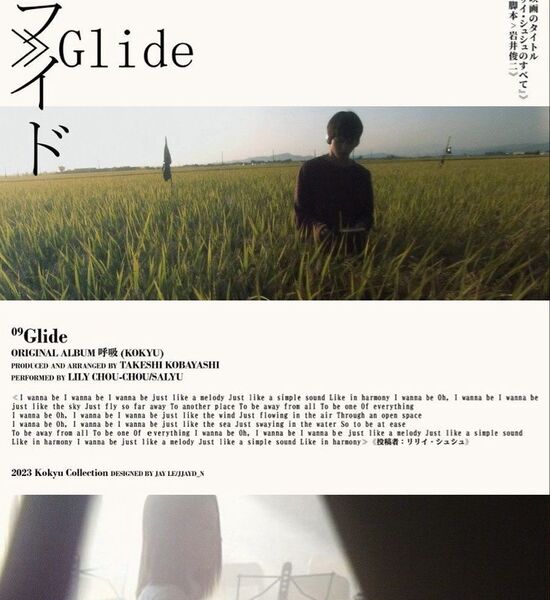 ライド
Glide
映画のタイトル
『リリイ・シュシュのすべて』》
脚本＞岩井俊二》
09Glide
ORIGINAL ALBUM 呼吸 (KOKYU)
PRODUCED AND ARRANGED BY TAKESHI KOBAYASHI
PERFORMED BY LILY CHOU-CHOU/SALYU
＜I wanna be I wanna be I wanna be just like a melody Just like a simple sound Like in harmony I wanna be Oh, I wanna be I wanna be
just like the sky Just fly so far away To another place To be away from all To be one Of everything
I wanna be Oh, I wanna be I wanna be just like the wind Just flowing in the air Through an open space
I wanna be Oh, I wanna be I wanna be just like the sea Just swaying in the water So to be at ease
To be away from all To be one Of everything I wanna be Oh, I wanna be I wanna be just like a melody Just like a simple sound
Like in harmony I wanna be just like a melody Just like a simple sound Like in harmony＞《投稿者：リリイ・シュシュ》
2023 Kokyu Collection DESIGNED BY JAY LE/JJAYD_N